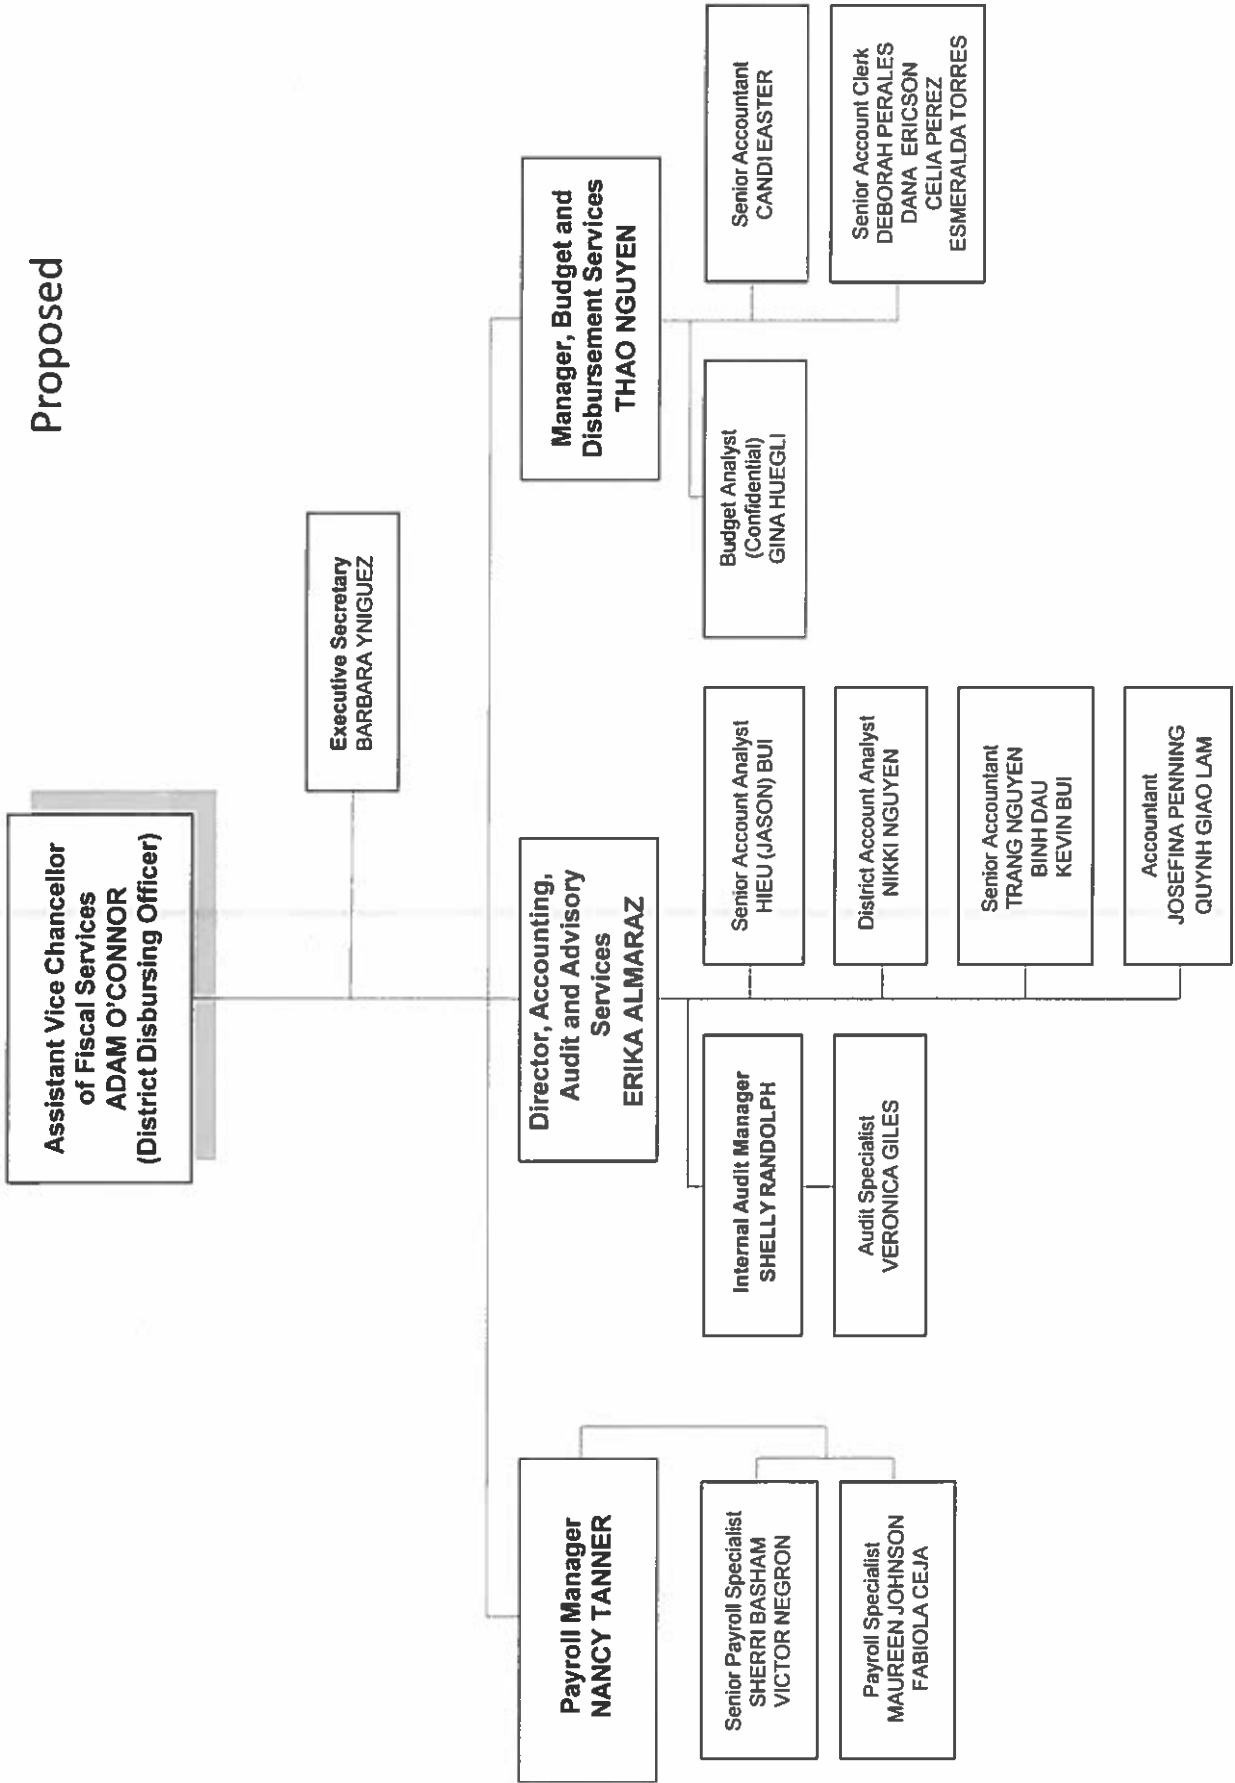 Proposed
Assistant Vice Chancellor
of Fiscal Services
ADAM O'CONNOR
(District Disbursing Officer)
Executive Secretary
BARBARA YNIGUEZ
Payroll Manager
NANCY TANNER
Senior Payroll Specialist
SHERRI BASHAM
VICTOR NEGRON
Payroll Specialist
MAUREEN JOHNSON
FABIOLA CEJA
Director, Accounting,
Audit and Advisory
Services
ERIKA ALMARAZ
Internal Audit Manager
SHELLY RANDOLPH
Audit Specialist
VERONICA GILES
Senior Account Analyst
HIEU (JASON) BUI
District Account Analyst
NIKKI NGUYEN
Senior Accountant
TRANG NGUYEN
BINH DAU
KEVIN BUI
Accountant
JOSEFINA PENNING
QUYNH GIAO LAM
Manager, Budget and
Disbursement Services
THAO NGUYEN
Budget Analyst
(Confidential)
GINA HUEGLI
Senior Accountant
CANDI EASTER
Senior Account Clerk
DEBORAH PERALES
DANA ERICSON
CELIA PEREZ
ESMERALDA TORRES